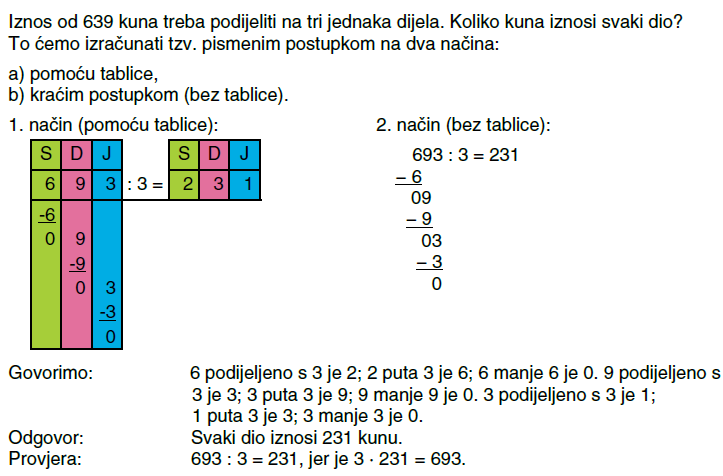 Iznos od 639 kuna treba podijeliti na tri jednaka dijela. Koliko kuna iznosi svaki dio?
To ćemo izračunati tzv. pismenim postupkom na dva načina:
a) pomoću tablice,
b) kraćim postupkom (bez tablice).
1. način (pomoću tablice):
S D J S D J
6 9 3 : 3 = 2 3 1
-6
0 9
-9
0 3
-3
0
2. način (bez tablice):
693 : 3 = 231
– 6
09
– 9
03
– 3
0
Govorimo: 6 podijeljeno s 3 je 2; 2 puta 3 je 6; 6 manje 6 je 0. 9 podijeljeno s
3 je 3; 3 puta 3 je 9; 9 manje 9 je 0. 3 podijeljeno s 3 je 1;
1 puta 3 je 3; 3 manje 3 je 0.
Odgovor: Svaki dio iznosi 231 kunu.
Provjera: 693 : 3 = 231, jer je 3 · 231 = 693.